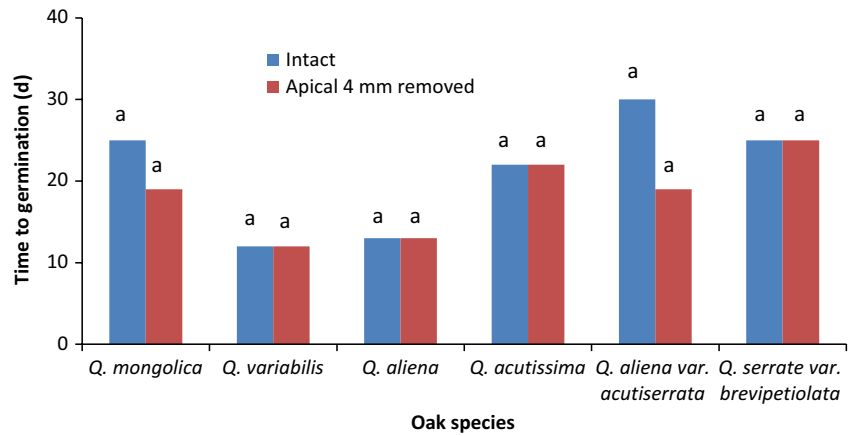 40
30
20
10
0
Time to germination (d)
Intact
Apical 4 mm removed
a
a
a a
a a
a a
a
a
a a
Q. mongolica Q. variabilis Q. aliena Q. acutissima Q. aliena var. Q. serrate var.
acutiserrata brevipetiolata
Oak species